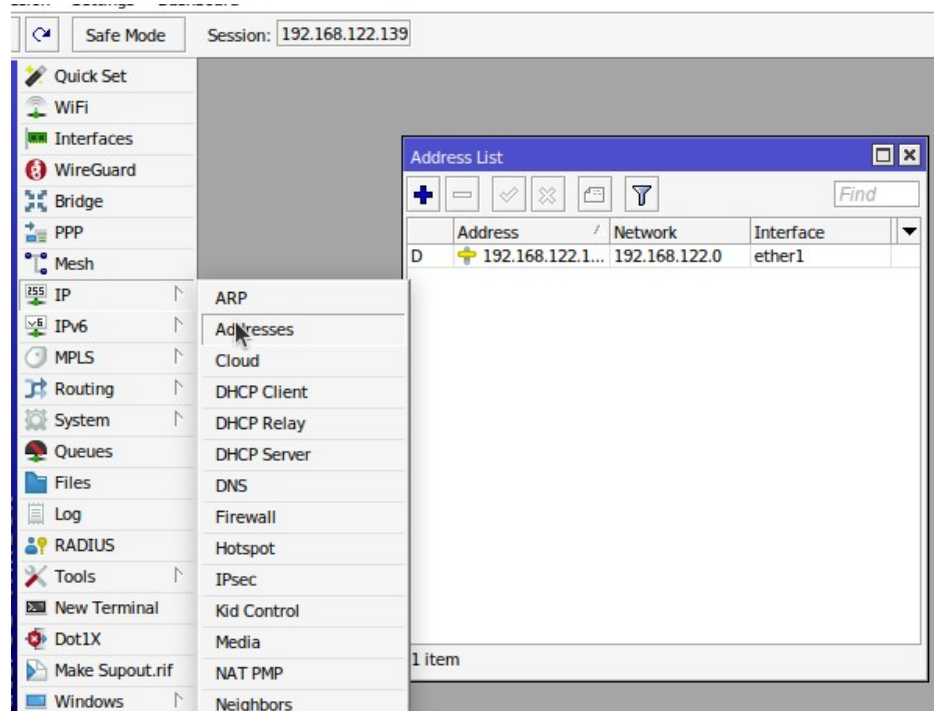 Safe Mode
Session: 192.168.122.139
Quick Set
WiFi
Interfaces
WireGuard
Bridge
PPP
Mesh
IP
IPv6
MPLS
Routing
System
Queues
Files
Log
RADIUS
Tools
New Terminal
Dot1X
Make Supout.rif
Windows
ARP
Addresses
Cloud
DHCP Client
DHCP Relay
DHCP Server
DNS
Firewall
Hotspot
IPsec
Kid Control
Media
NAT PMP
Neighbors
Address List
Find
Address Network Interface
D 192.168.122.1... 192.168.122.0 ether1
1 item